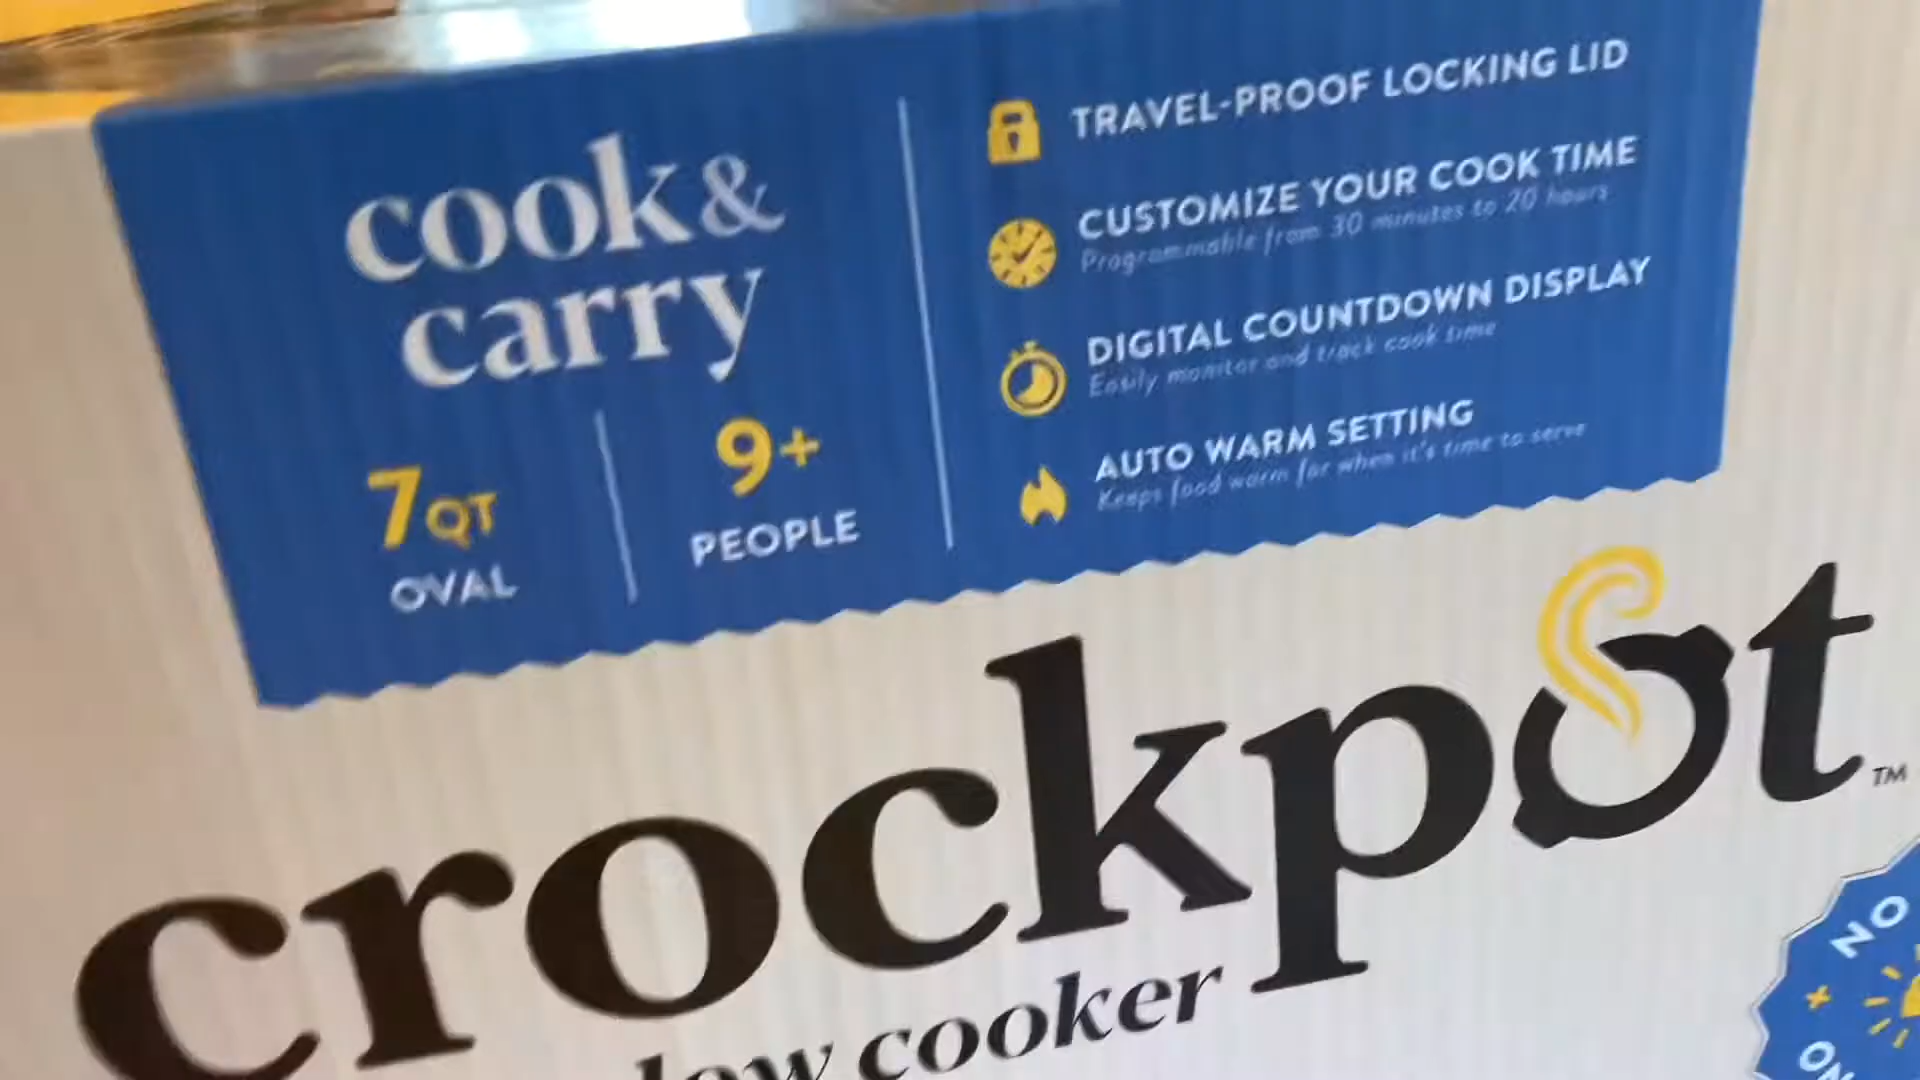 cook &
carry
7QT
OVAL
9+
PEOPLE
TRAVEL-PROOF LOCKING LID
CUSTOMIZE YOUR COOK TIME
Programmable from 30 minutes to 20 hours
DIGITAL COUNTDOWN DISPLAY
Easily monitor and track cook time
AUTO WARM SETTING
Keeps food warm for when it's time to serve
crockpot™
cooker
NO